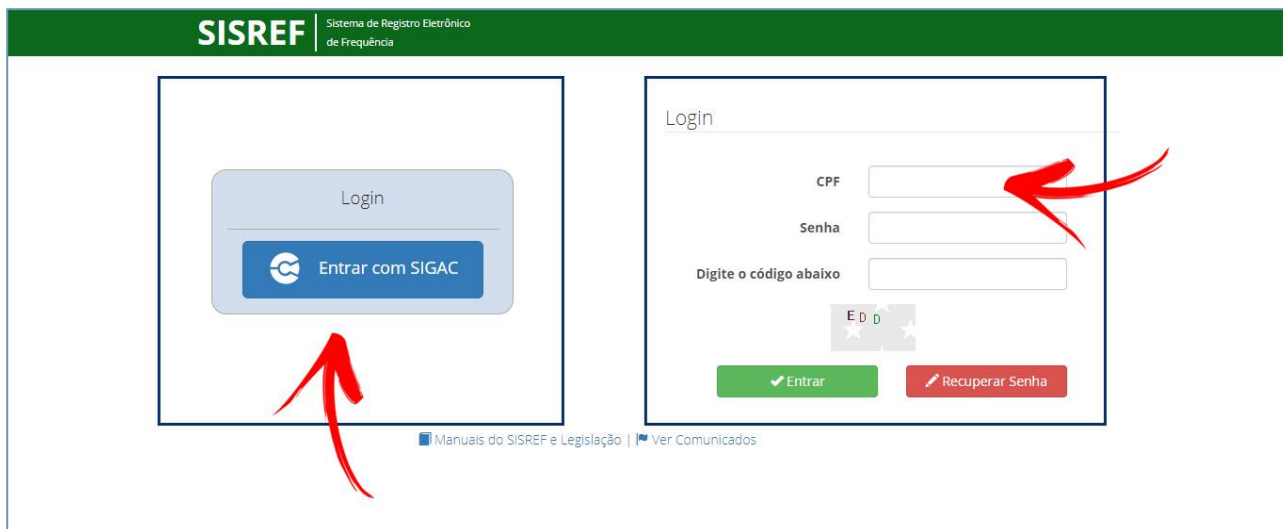 SISREF
Sistema de Registro Eletrônico
de Frequência
Login
Entrar com SIGAC
Login
CPF
Senha
Digite o código abaixo
E D D
Entrar
Recuperar Senha
Manuais do SISREF e Legislação | Ver Comunicados